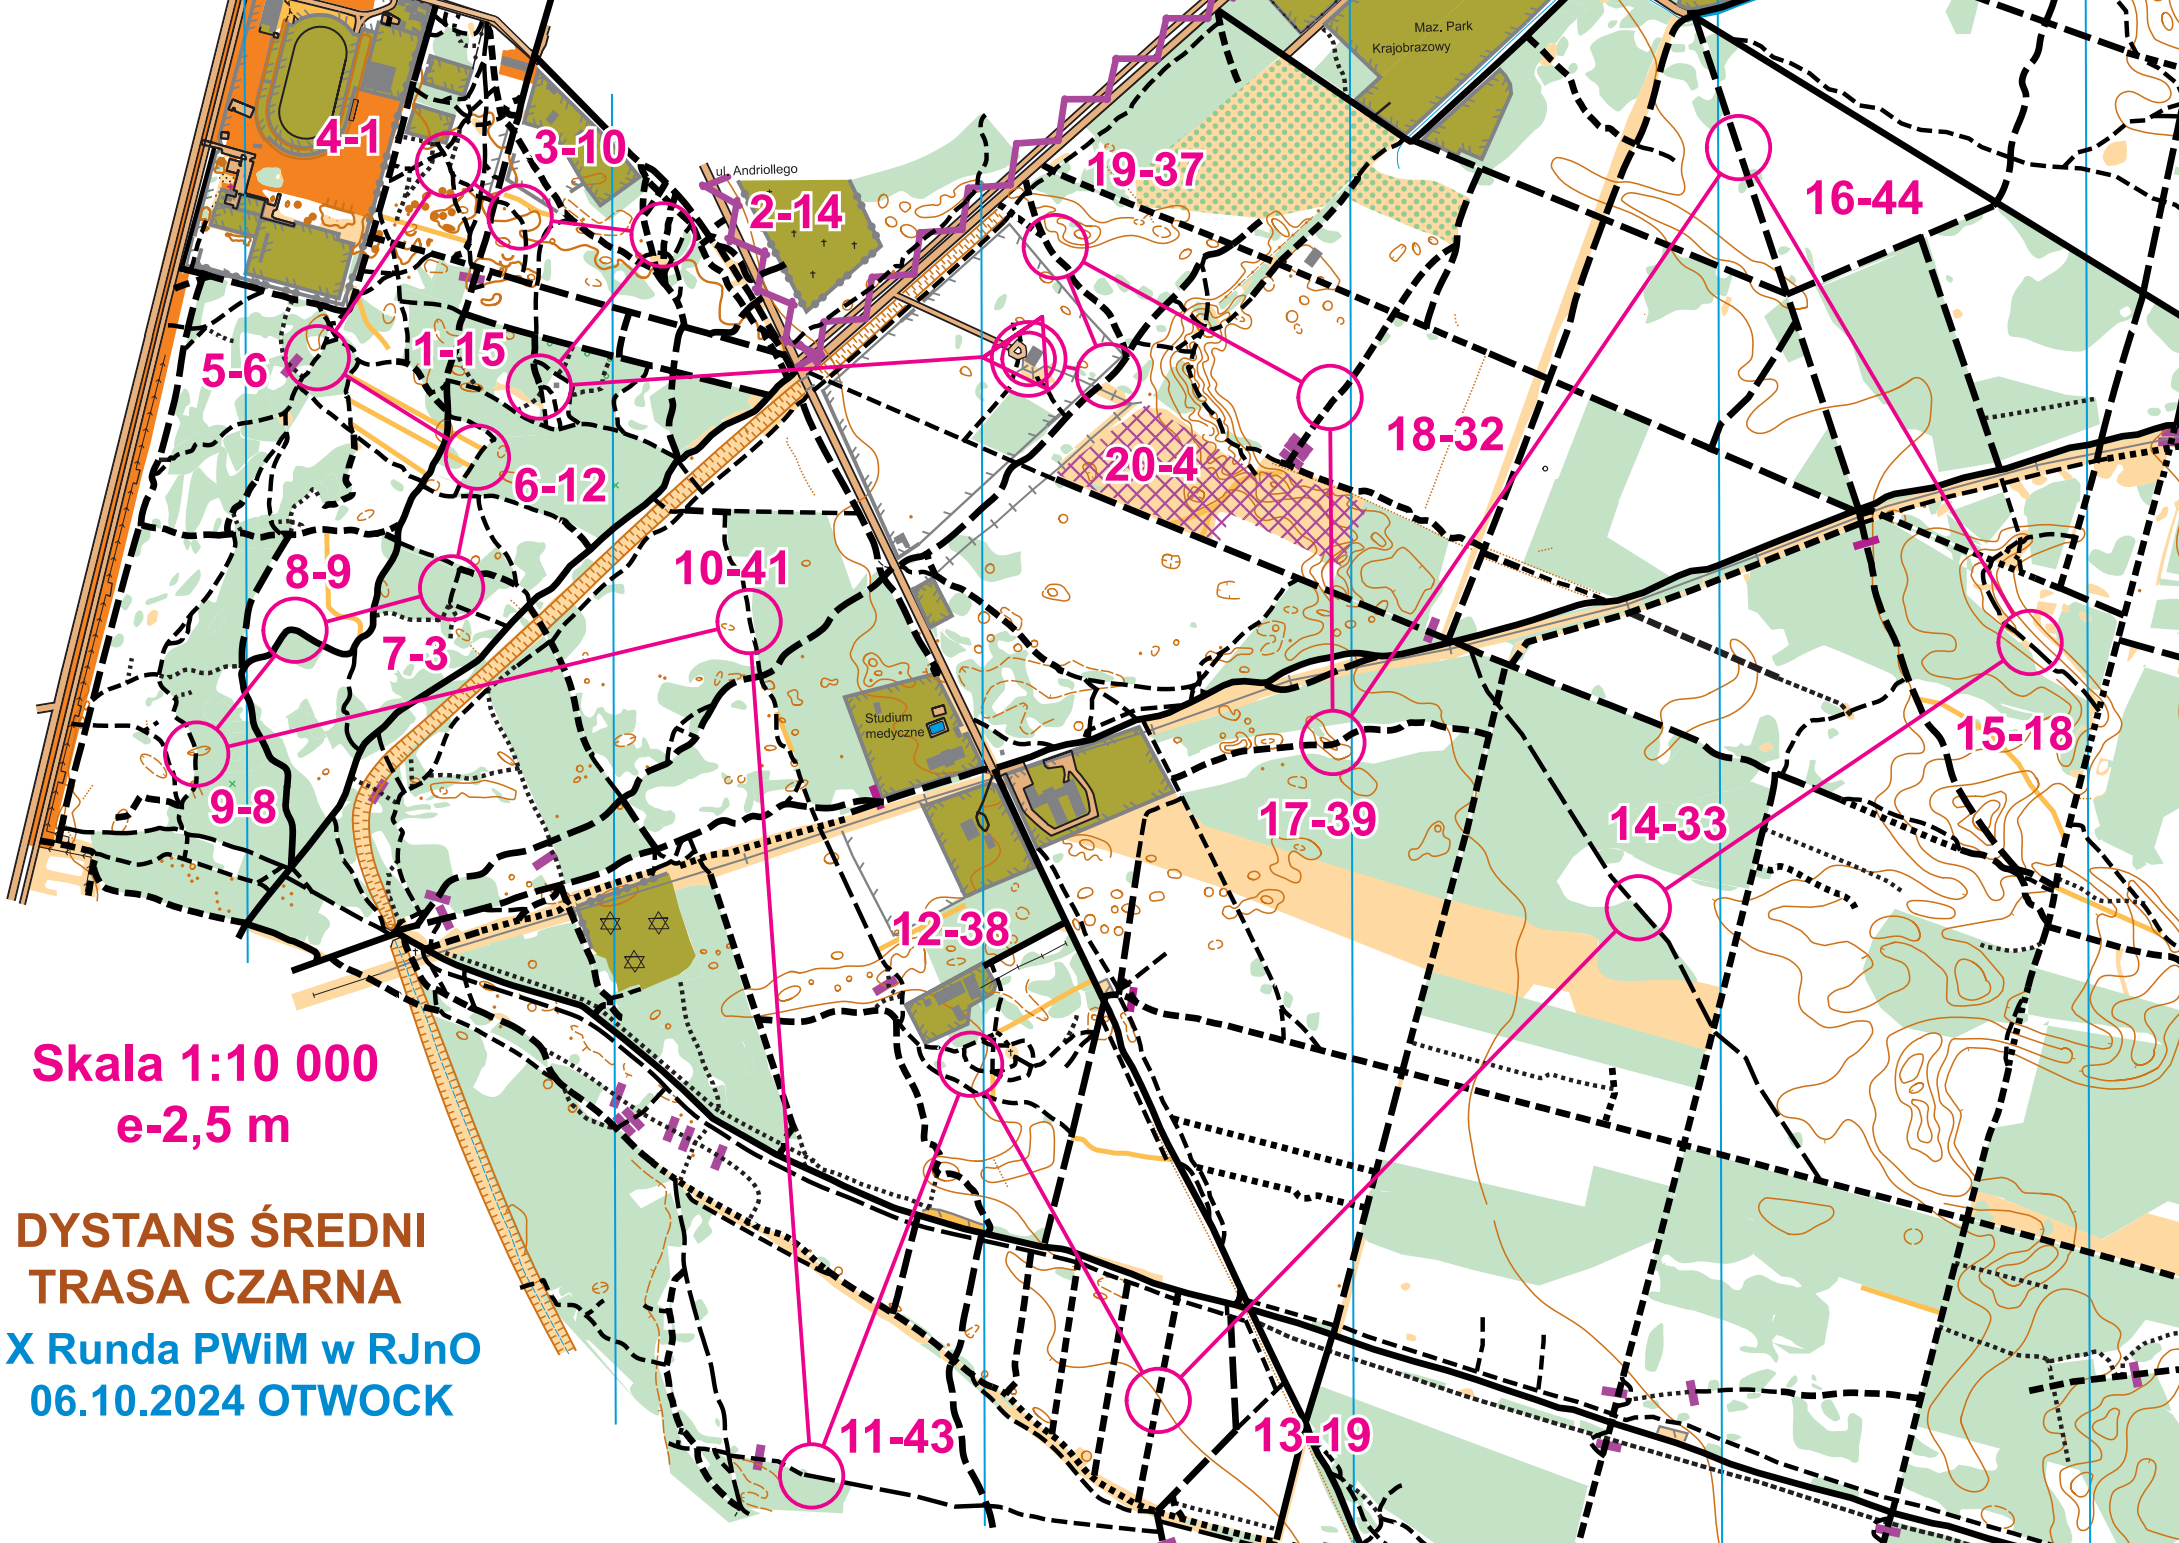 Maz. Park
Krajobrazowy
4-1
3-10
ul. Andriollego
19-37
2-14
16-44
5-6
1-15
18-32
20-4
6-12
8-9
10-41
7-3
Studium
medyczne
15-18
9-8
17-39
14-33
12-38
Skala 1:10 000
e-2,5 m
DYSTANS ŚREDNI
TRASA CZARNA
X Runda PWiM w RJnO
06.10.2024 OTWOCK
11-43
13-19